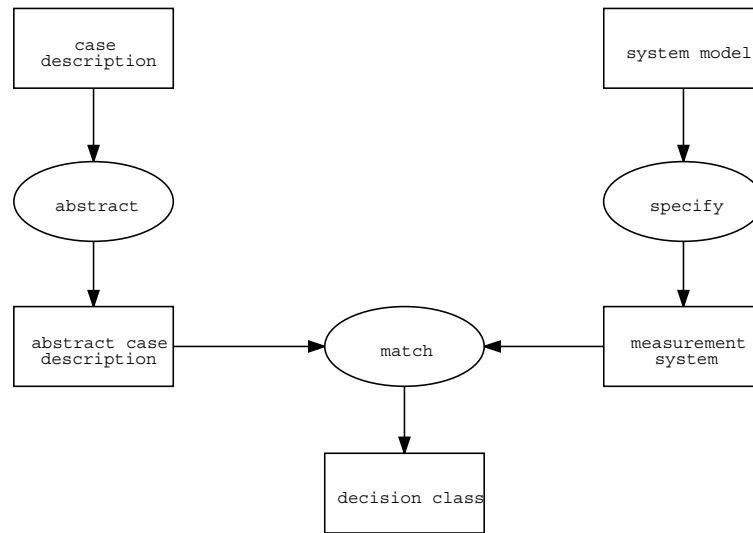 case
description
system model
abstract
specify
abstract case
description
match
measurement
system
decision class